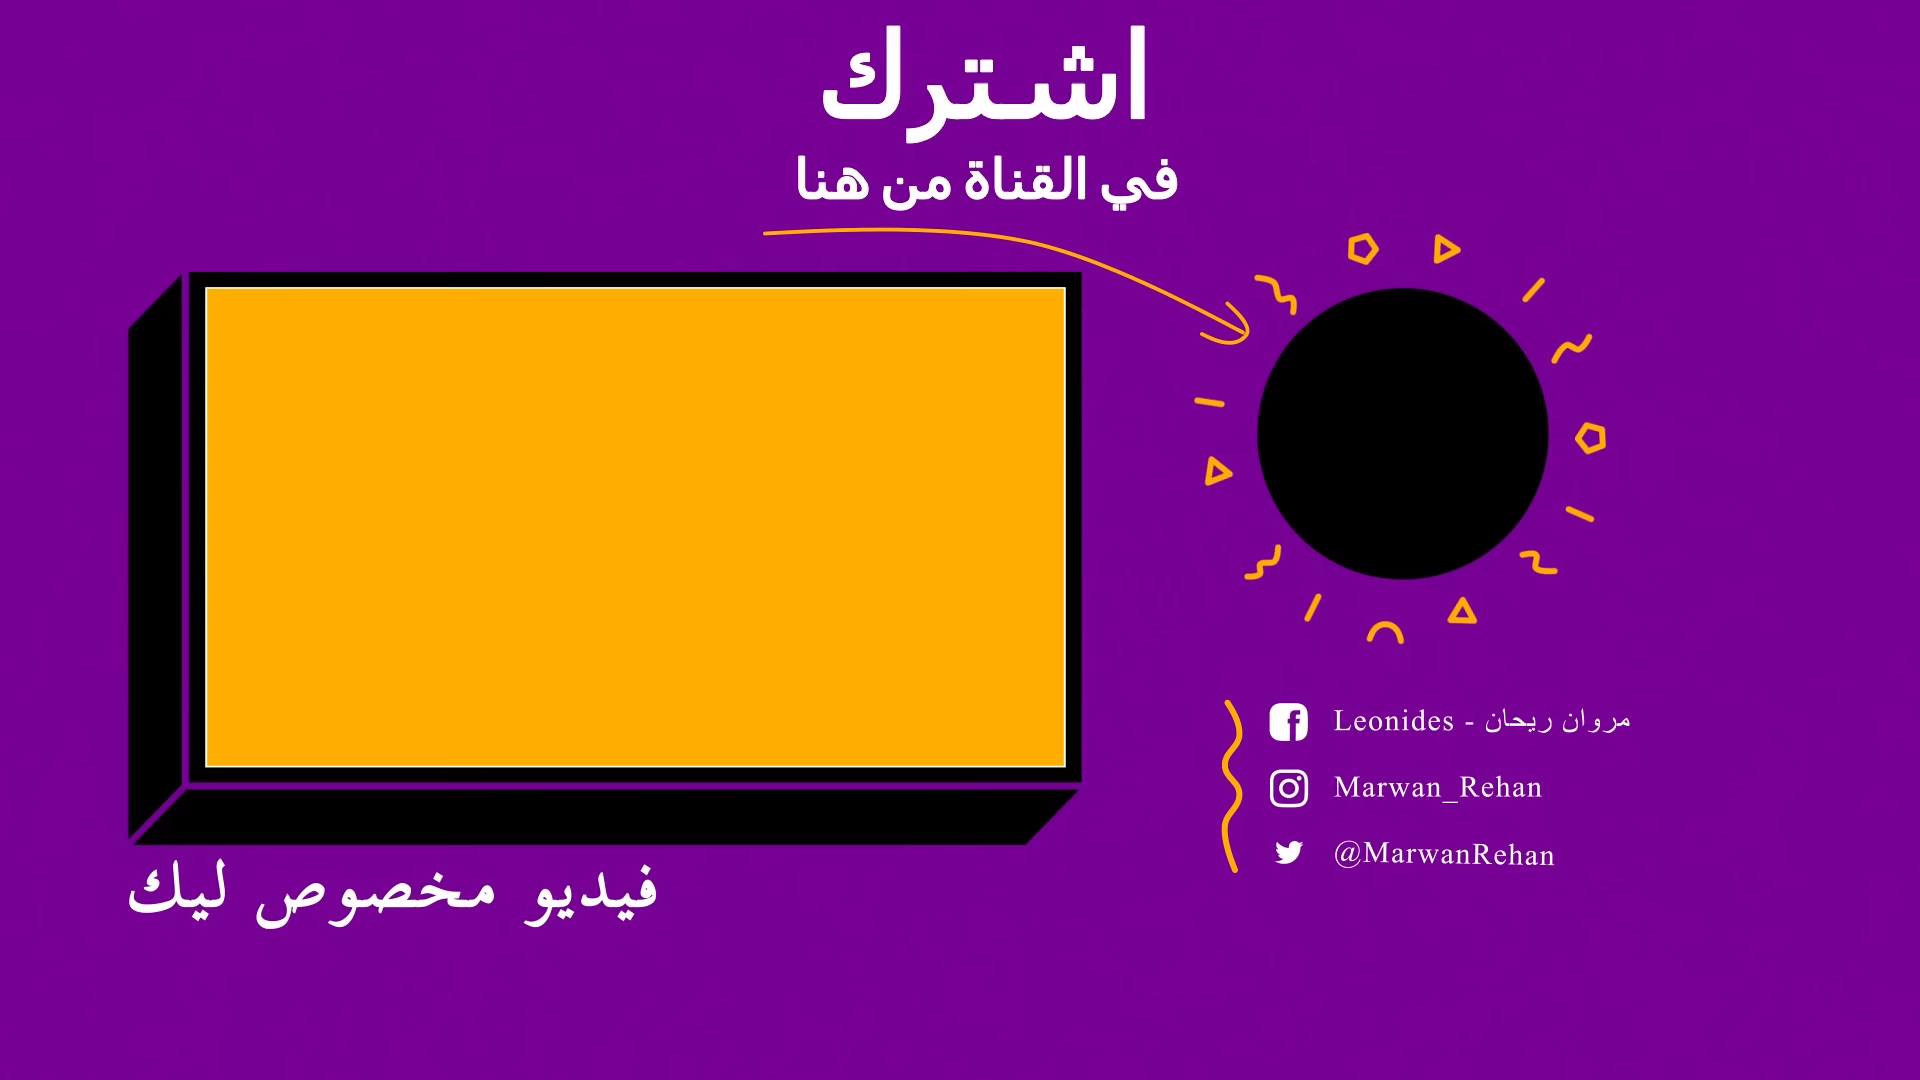 اشترك
في القناة من هنا
Leonides - مروان ريحان
Marwan_Rehan
@MarwanRehan
فيديو مخصوص ليك